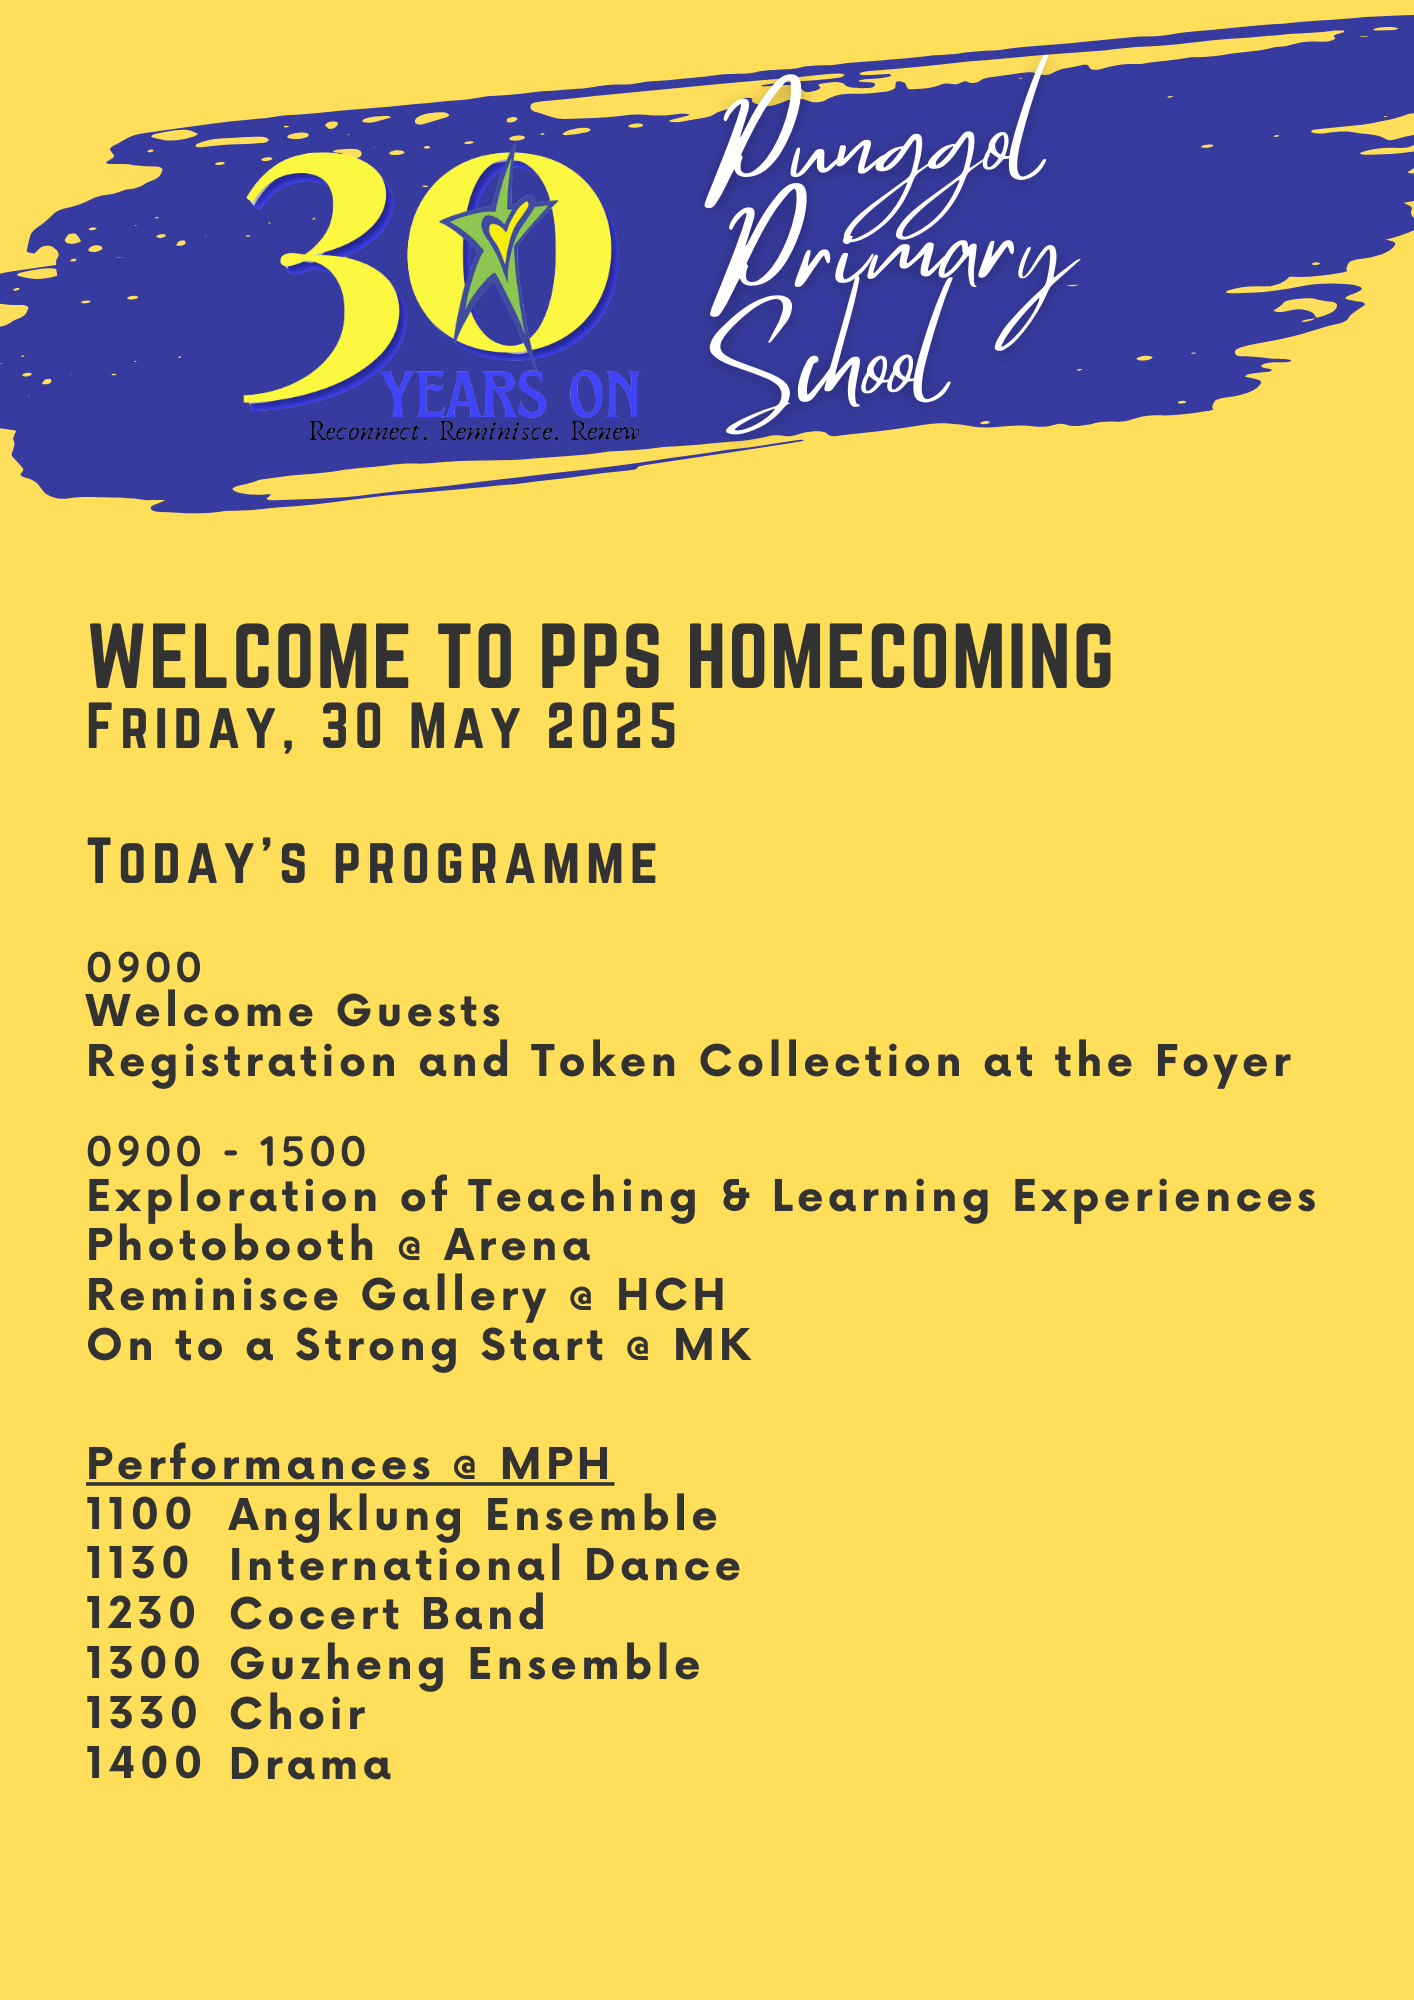 30
YEARS ON
Reconnect. Reminisce. Renew
Punggol
Primary
School
WELCOME TO PPS HOMECOMING
FRIDAY, 30 MAY 2025
TODAY'S PROGRAMME
0900
Welcome Guests
Registration and Token Collection at the Foyer
0900 - 1500
Exploration of Teaching & Learning Experiences
Photobooth @ Arena
Reminisce Gallery @ HCH
On to a Strong Start @ MK
Performances @ MPH
1100 Angklung Ensemble
1130 International Dance
1230 Cocert Band
1300 Guzheng Ensemble
1330 Choir
1400 Drama